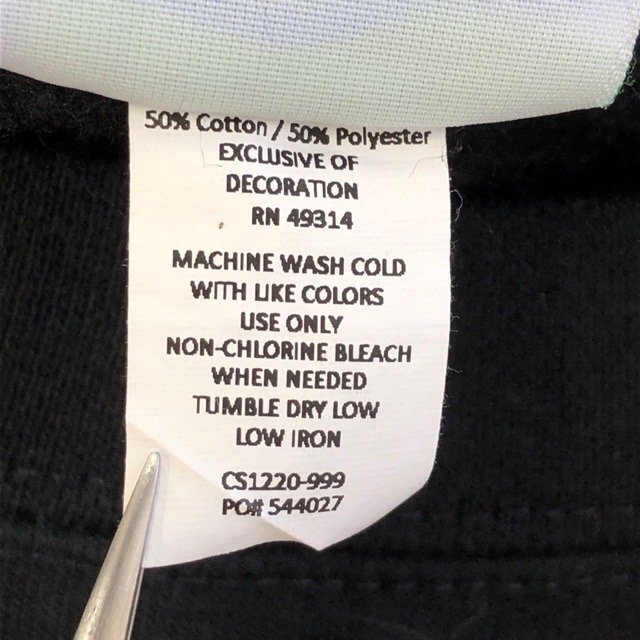 50% Cotton / 50% Polyester
EXCLUSIVE OF
DECORATION
RN 49314
MACHINE WASH COLD
WITH LIKE COLORS
USE ONLY
NON-CHLORINE BLEACH
WHEN NEEDED
TUMBLE DRY LOW
LOW IRON
CS1220-999
PO# 544027